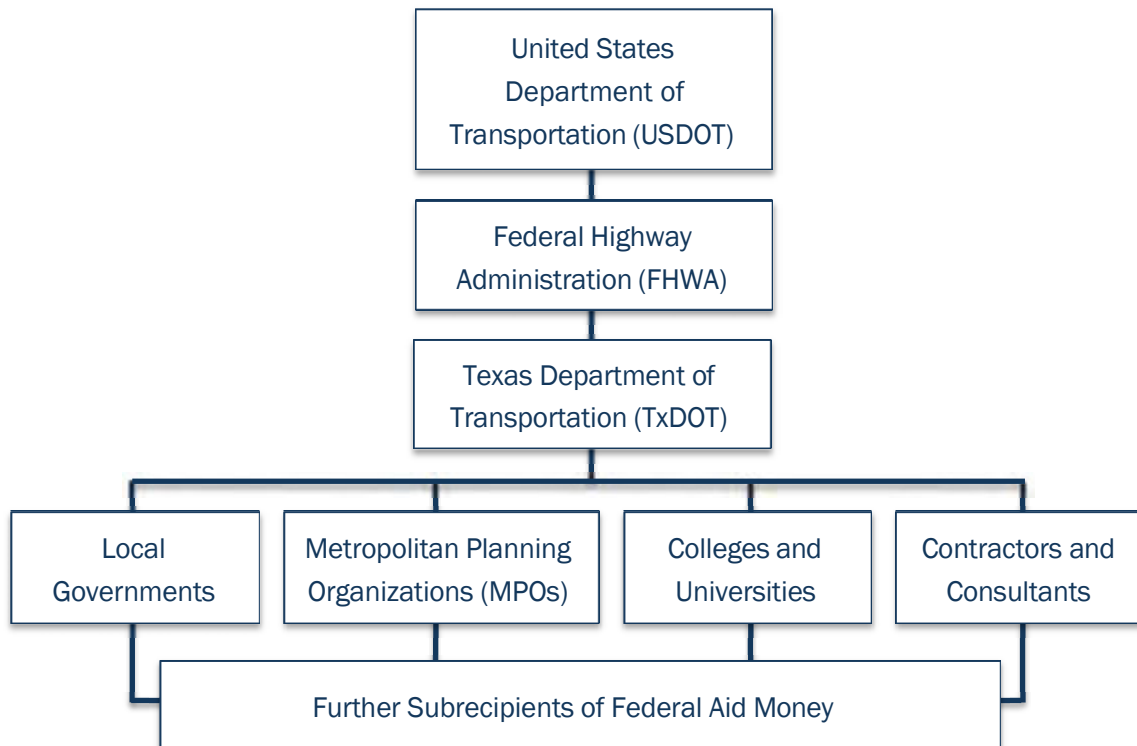 United States
Department of
Transportation (USDOT)
Federal Highway
Administration (FHWA)
Texas Department of
Transportation (TxDOT)
Local
Governments
Metropolitan Planning
Organizations (MPOs)
Colleges and
Universities
Contractors and
Consultants
Further Subrecipients of Federal Aid Money